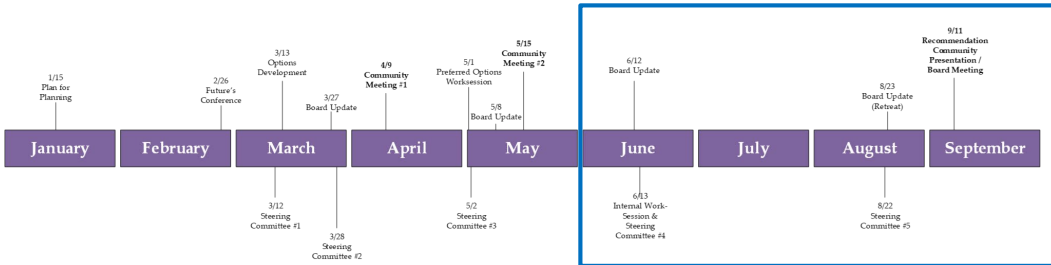 1/15
Plan for
Planning
2/26
Future's
Conference
3/13
Options
Development
3/27
Board Update
4/9
Community
Meeting #1
5/1
Preferred Options
Worksession
5/8
Board Update
5/15
Community
Meeting #2
6/12
Board Update
8/23
Board Update
(Retreat)
9/11
Recommendation
Community
Presentation /
Board Meeting
January
February
March
April
May
June
July
August
September
3/12
Steering
Committee #1
3/28
Steering
Committee #2
5/2
Steering
Committee #3
6/13
Internal Work-
Session &
Steering
Committee #4
8/22
Steering
Committee #5